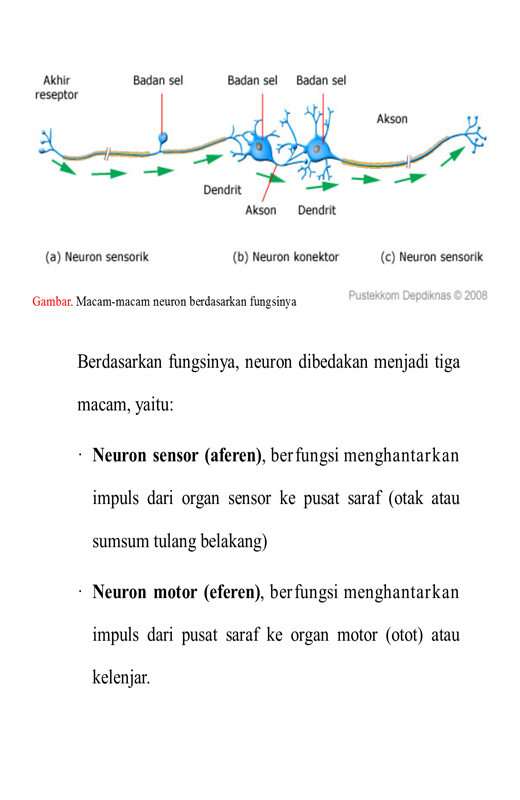 Akhir
reseptor
Badan sel
Badan sel
Badan sel
Akson
Dendrit
Akson
Dendrit
(a) Neuron sensorik
(b) Neuron konektor
(c) Neuron sensorik
Pustekkom Depdiknas © 2008
Gambar. Macam-macam neuron berdasarkan fungsinya
Berdasarkan fungsinya, neuron dibedakan menjadi tiga
macam, yaitu:
· Neuron sensor (aferen), berfungsi menghantarkan
impuls dari organ sensor ke pusat saraf (otak atau
sumsum tulang belakang)
· Neuron motor (eferen), berfungsi menghantarkan
impuls dari pusat saraf ke organ motor (otot) atau
kelenjar.